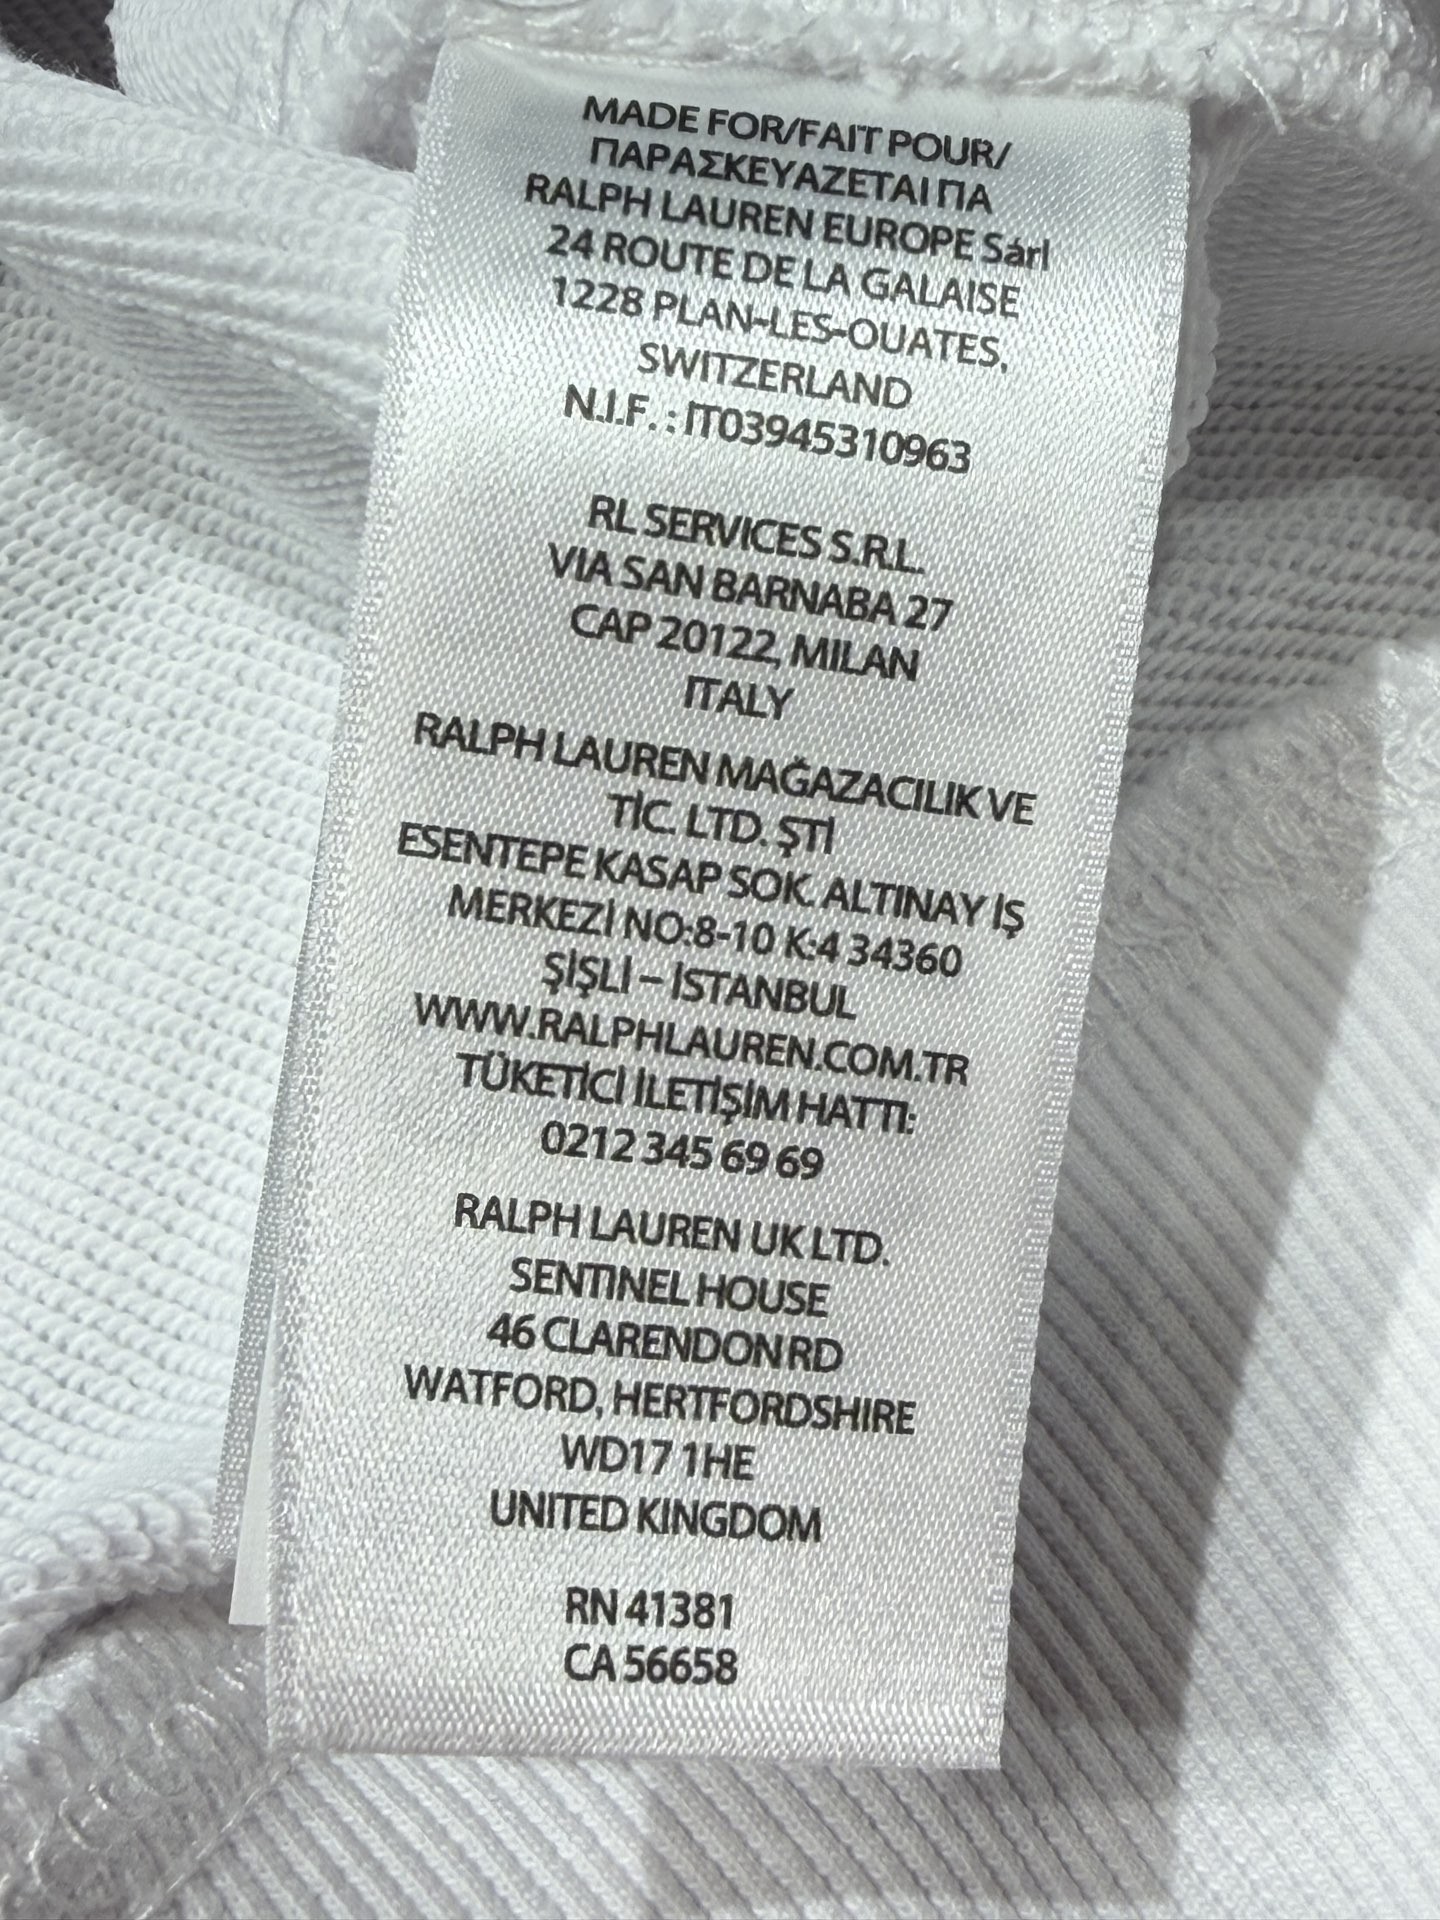 MADE FOR/FAIT POUR/
ΠΑΡΑΣΚΕΥΑΖΕΤΑΙ ΓΙΑ
RALPH LAUREN EUROPE Sárl
24 ROUTE DE LA GALAISE
1228 PLAN-LES-OUATES,
SWITZERLAND
N.I.F. : IT03945310963
RL SERVICES S.R.L.
VIA SAN BARNABA 27
CAP 20122, MILAN
ITALY
RALPH LAUREN MAĞAZACILIK VE
TİC. LTD. ŞTİ
ESENTEPE KASAP SOK. ALTINAY İŞ
MERKEZİ NO:8-10 K:4 34360
ŞİŞLİ – İSTANBUL
WWW.RALPHLAUREN.COM.TR
TÜKETİCİ İLETİŞİM HATTI:
0212 345 69 69
RALPH LAUREN UK LTD.
SENTINEL HOUSE
46 CLARENDON RD
WATFORD, HERTFORDSHIRE
WD17 1HE
UNITED KINGDOM
RN 41381
CA 56658